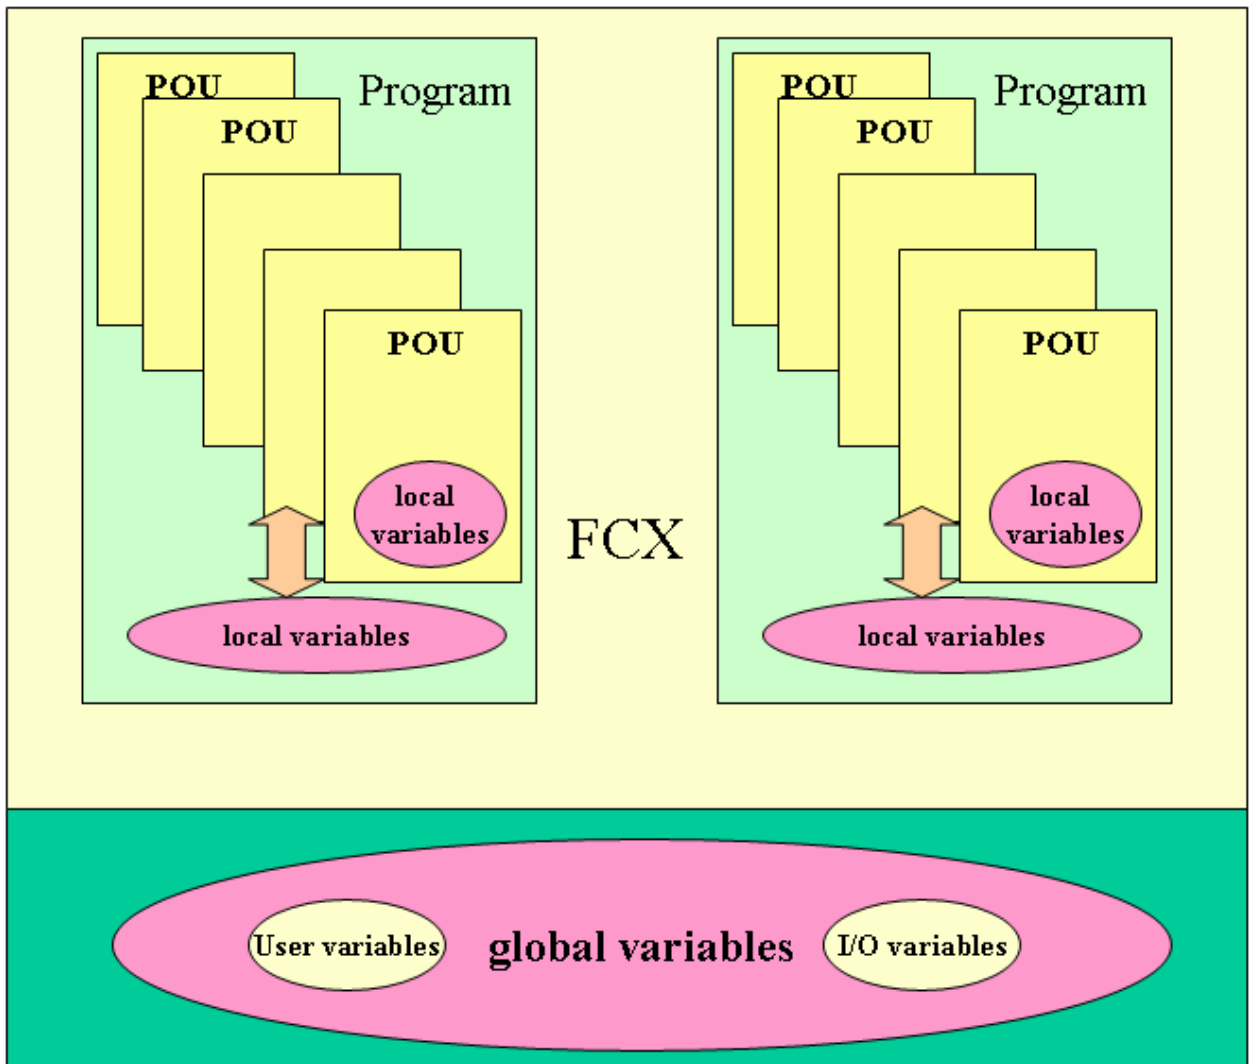 POU
Program
POU
POU
local
variables
local variables
POU
Program
POU
POU
local
variables
local variables
FCX
User variables
global variables
I/O variables